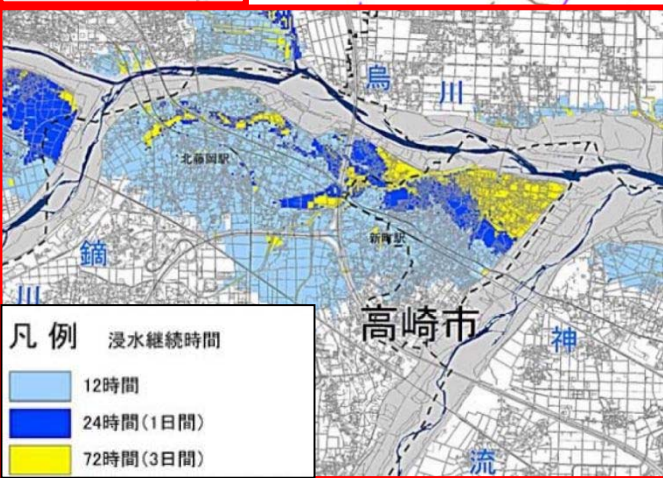 烏川
北藤岡駅
新町駅
鏑
川
高崎市
神
流
凡例 浸水継続時間
12時間
24時間(1日間)
72時間(3日間)